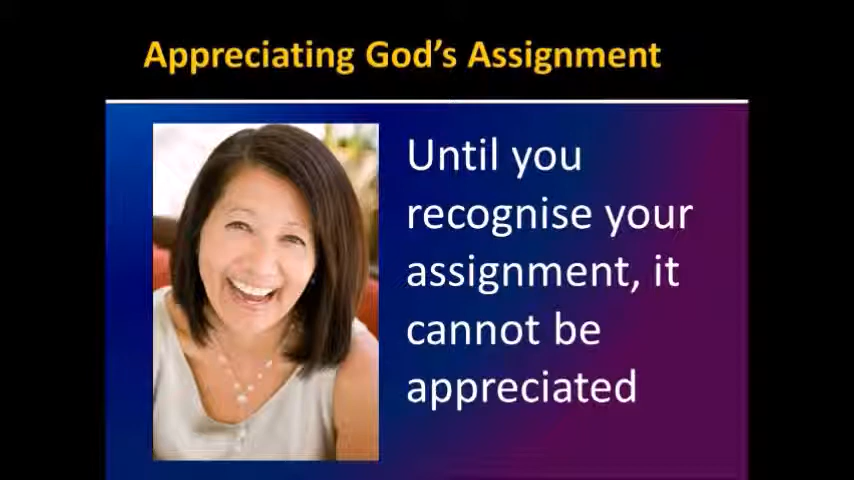 Appreciating God's Assignment
Until you
recognise your
assignment, it
cannot be
appreciated